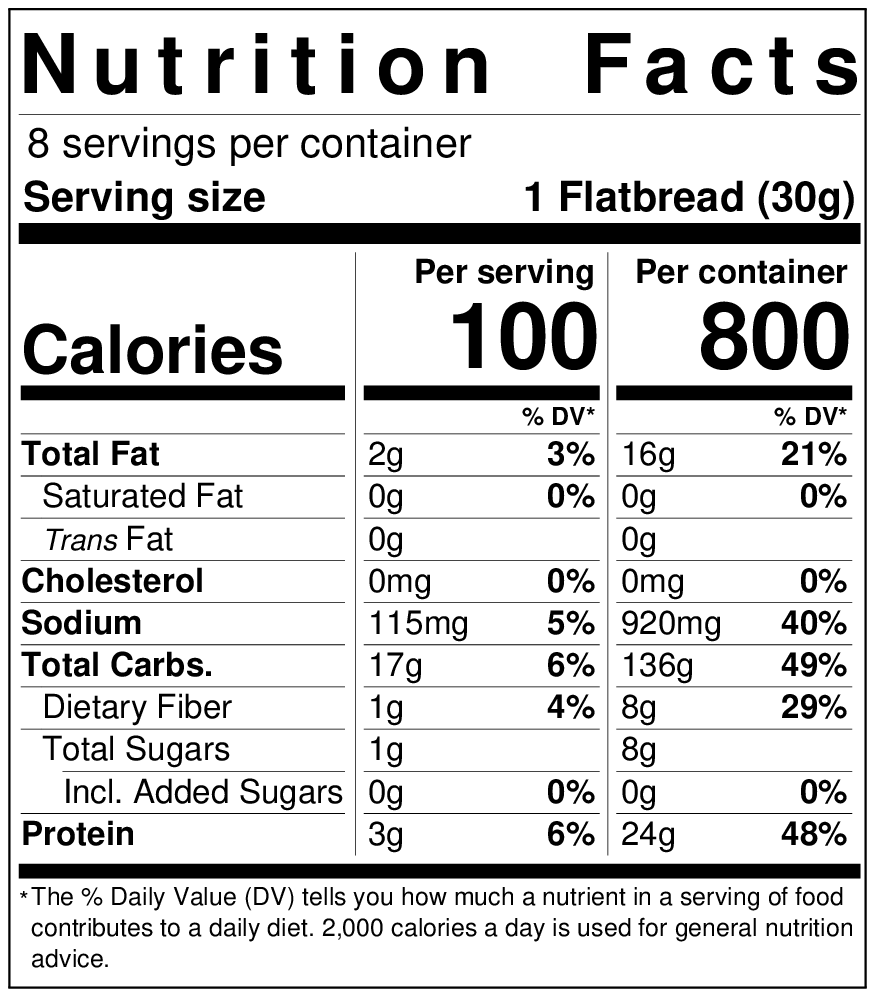 Nutrition Facts
8 servings per container
Serving size 1 Flatbread (30g)
Per serving Per container
Calories 100 800
% DV* % DV*
Total Fat 2g 3% 16g 21%
Saturated Fat 0g 0% 0g 0%
Trans Fat 0g 0g
Cholesterol 0mg 0% 0mg 0%
Sodium 115mg 5% 920mg 40%
Total Carbs. 17g 6% 136g 49%
Dietary Fiber 1g 4% 8g 29%
Total Sugars 1g 8g
Incl. Added Sugars 0g 0% 0g 0%
Protein 3g 6% 24g 48%
*The % Daily Value (DV) tells you how much a nutrient in a serving of food
contributes to a daily diet. 2,000 calories a day is used for general nutrition
advice.